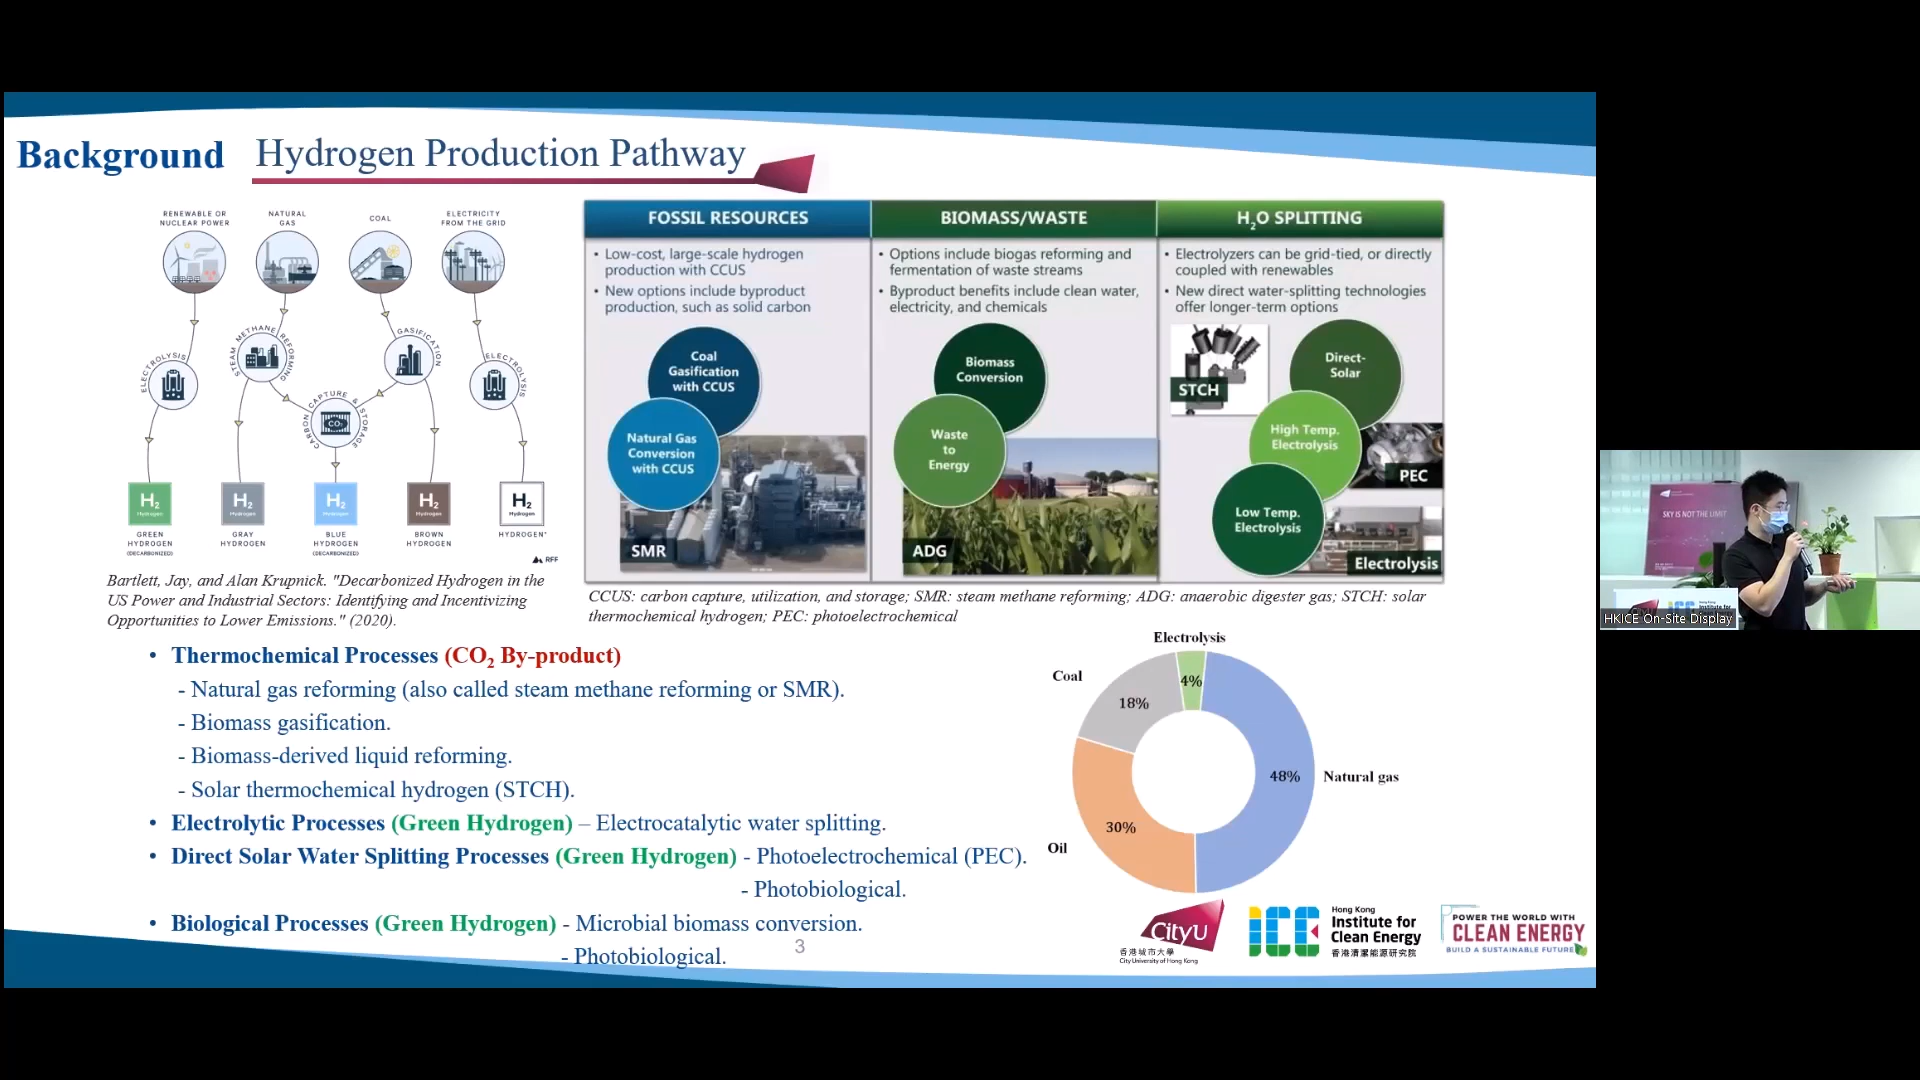 Background Hydrogen Production Pathway
RENEWABLE OR
NUCLEAR POWER
NATURAL
GAS
COAL
ELECTRICITY
FROM THE GRID
ELECTROLYSIS
STEAM METHANE REFORMING
GASIFICATION
ELECTROLYSIS
CARBON CAPTURE & STORAGE
CO2
H2
Hydrogen
H2
Hydrogen
H2
Hydrogen
H2
Hydrogen
H2
Hydrogen
GREEN
HYDROGEN
(DECARBONIZED)
GRAY
HYDROGEN
BLUE
HYDROGEN
(DECARBONIZED)
BROWN
HYDROGEN
HYDROGEN*
RFF
Bartlett, Jay, and Alan Krupnick. "Decarbonized Hydrogen in the
US Power and Industrial Sectors: Identifying and Incentivizing
Opportunities to Lower Emissions." (2020).
FOSSIL RESOURCES
• Low-cost, large-scale hydrogen
production with CCUS
• New options include byproduct
production, such as solid carbon
Coal
Gasification
with CCUS
Natural Gas
Conversion
with CCUS
SMR
BIOMASS/WASTE
• Options include biogas reforming and
fermentation of waste streams
• Byproduct benefits include clean water,
electricity, and chemicals
Biomass
Conversion
Waste
to
Energy
ADG
H2O SPLITTING
• Electrolyzers can be grid-tied, or directly
coupled with renewables
• New direct water-splitting technologies
offer longer-term options
STCH
Direct-
Solar
High Temp.
Electrolysis
PEC
Low Temp.
Electrolysis
Electrolysis
CCUS: carbon capture, utilization, and storage; SMR: steam methane reforming; ADG: anaerobic digester gas; STCH: solar
thermochemical hydrogen; PEC: photoelectrochemical
• Thermochemical Processes (CO2 By-product)
- Natural gas reforming (also called steam methane reforming or SMR).
- Biomass gasification.
- Biomass-derived liquid reforming.
- Solar thermochemical hydrogen (STCH).
• Electrolytic Processes (Green Hydrogen) – Electrocatalytic water splitting.
• Direct Solar Water Splitting Processes (Green Hydrogen) - Photoelectrochemical (PEC).
- Photobiological.
• Biological Processes (Green Hydrogen) - Microbial biomass conversion.
- Photobiological.
3
Electrolysis
4%
Coal
18%
48%
Natural gas
30%
Oil
CityU
香港城市大學
City University of Hong Kong
Hong Kong
Institute for
Clean Energy
香港清潔能源研究院
POWER THE WORLD WITH
CLEAN ENERGY
BUILD A SUSTAINABLE FUTURE
SKY IS NOT THE LIMIT
HKICE On-Site Display